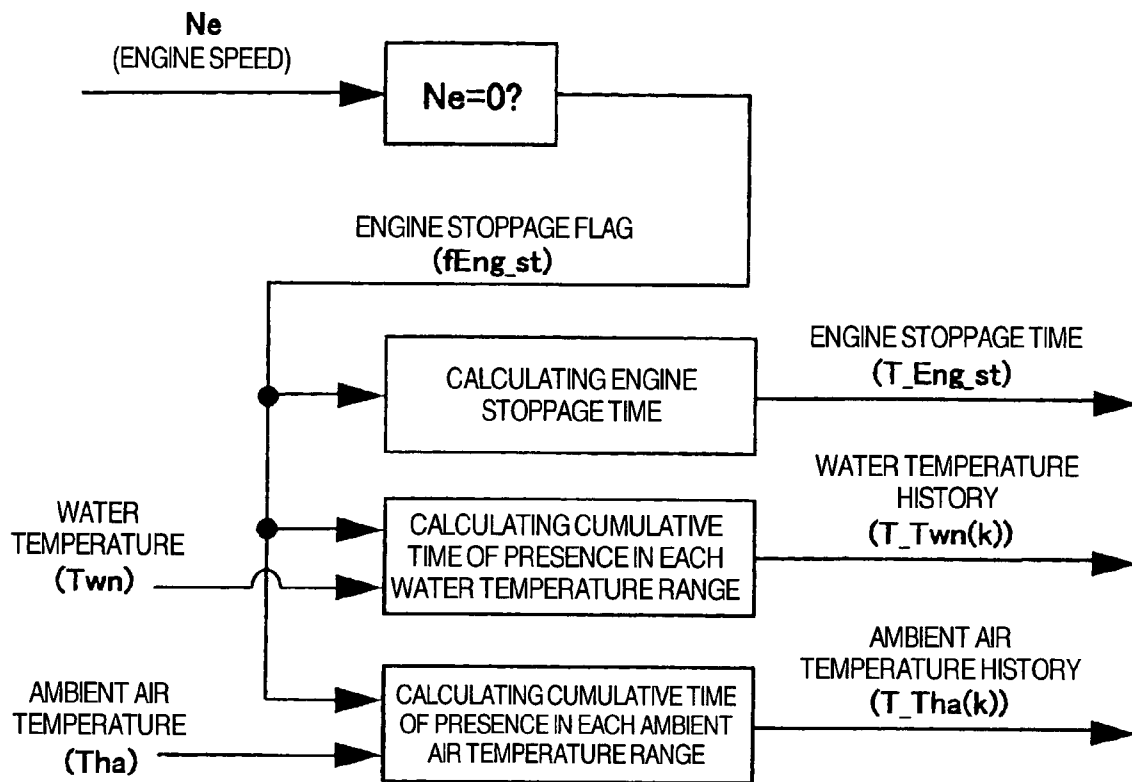 Ne
(ENGINE SPEED)
Ne=0?
ENGINE STOPPAGE FLAG
(fEng_st)
CALCULATING ENGINE
STOPPAGE TIME
ENGINE STOPPAGE TIME
(T_Eng_st)
WATER
TEMPERATURE
(Twn)
CALCULATING CUMULATIVE
TIME OF PRESENCE IN EACH
WATER TEMPERATURE RANGE
WATER TEMPERATURE
HISTORY
(T_Twn(k))
AMBIENT AIR
TEMPERATURE
(Tha)
CALCULATING CUMULATIVE TIME
OF PRESENCE IN EACH AMBIENT
AIR TEMPERATURE RANGE
AMBIENT AIR
TEMPERATURE HISTORY
(T_Tha(k))